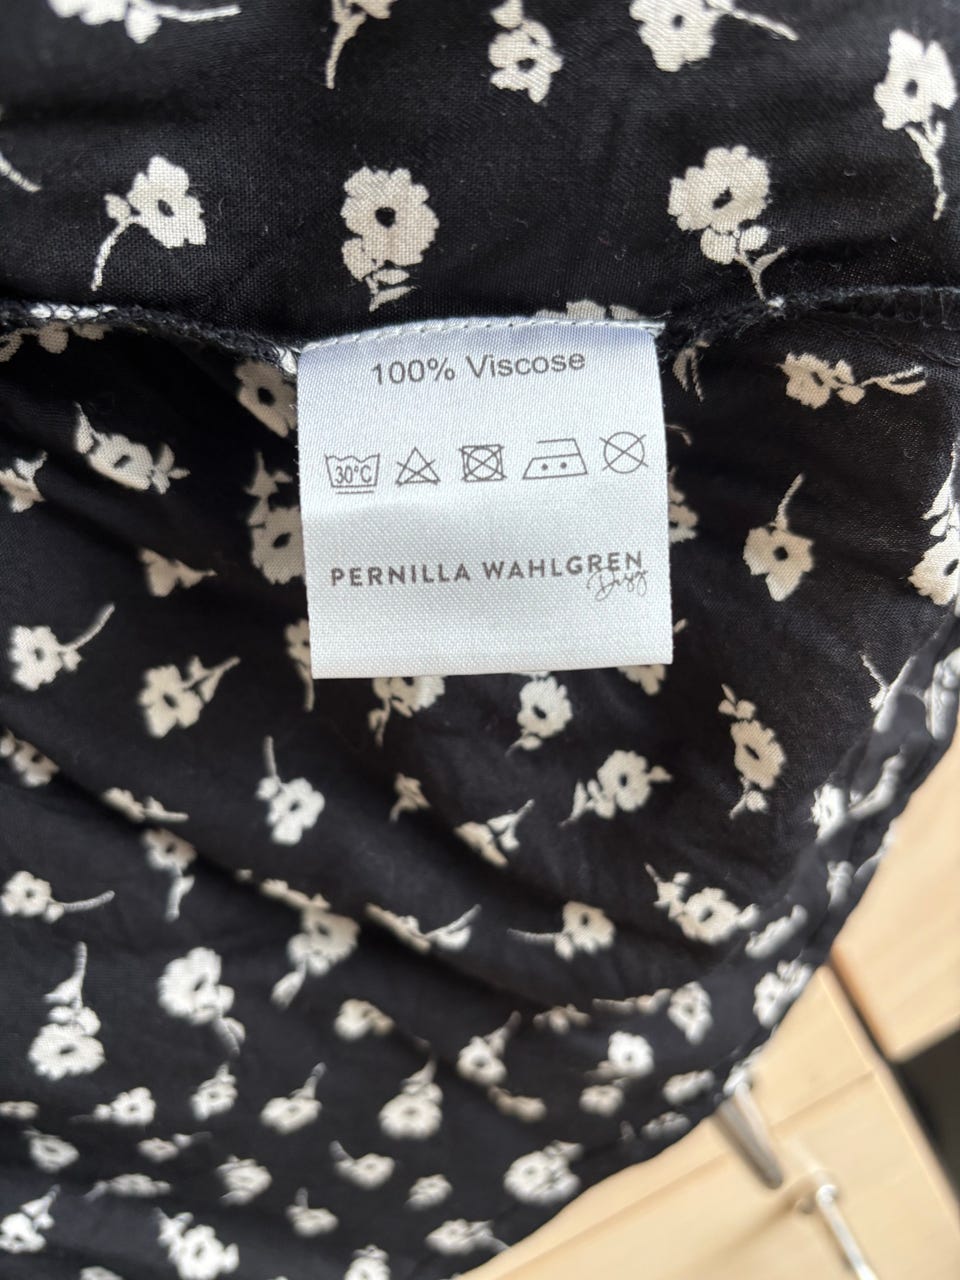 100% Viscose
30°C
PERNILLA WAHLGREN